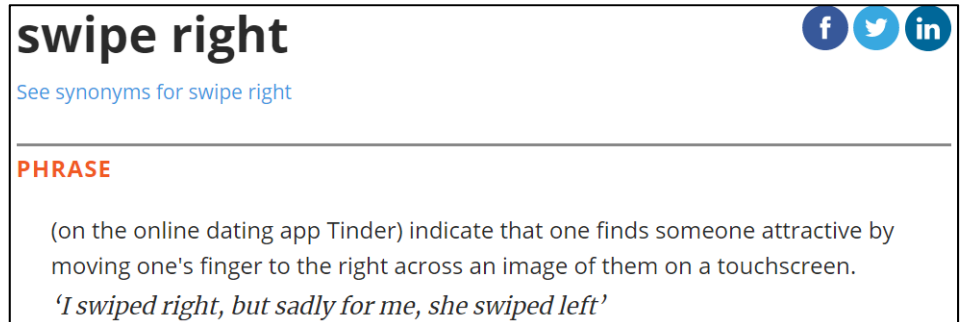 swipe right
f
in
See synonyms for swipe right
PHRASE
(on the online dating app Tinder) indicate that one finds someone attractive by
moving one's finger to the right across an image of them on a touchscreen.
‘I swiped right, but sadly for me, she swiped left’